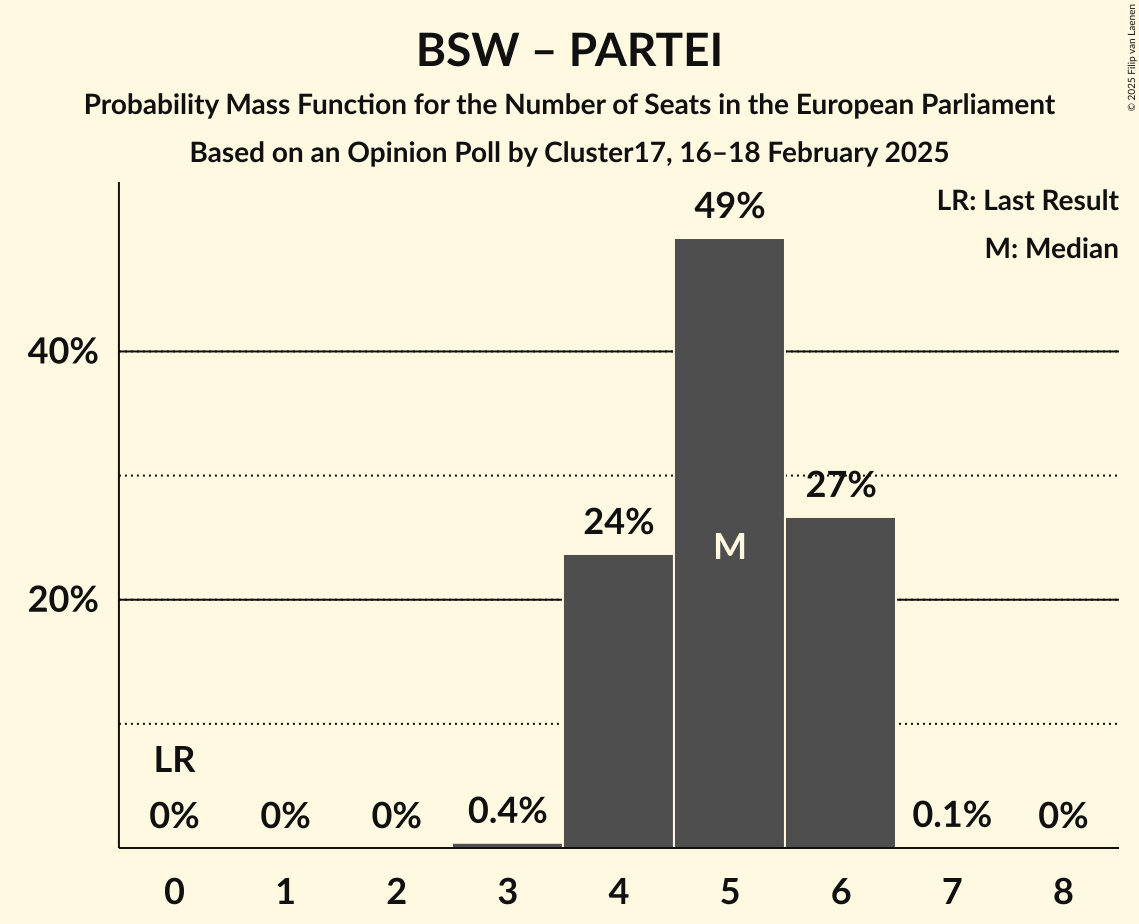 BSW – PARTEI
Probability Mass Function for the Number of Seats in the European Parliament
Based on an Opinion Poll by Cluster17, 16–18 February 2025
© 2025 Filip van Laenen
LR: Last Result
M: Median
49%
40%
27%
24%
M
20%
LR
0%
0%
0%
0.4%
0.1%
0%
0
1
2
3
4
5
6
7
8